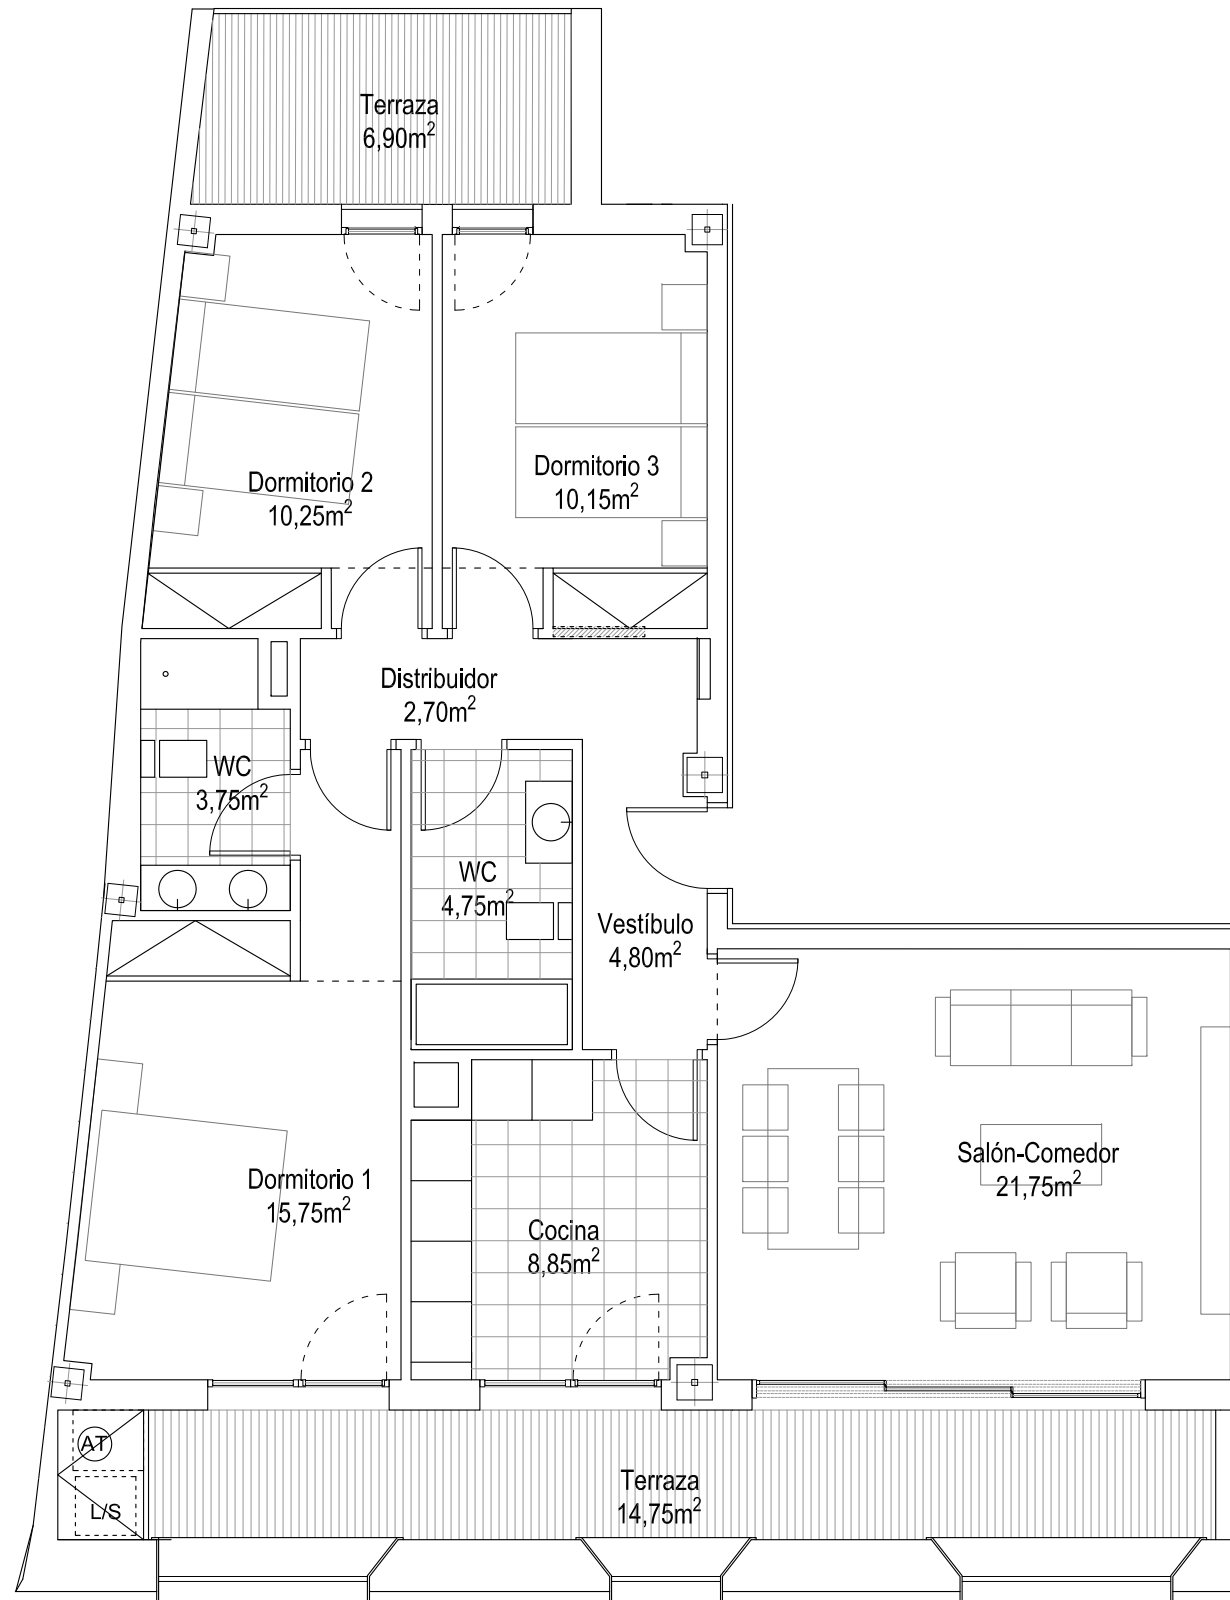 Terraza
6,90m²
Dormitorio 2
10,25m²
Dormitorio 3
10,15m²
Distribuidor
2,70m²
WC
3,75m²
WC
4,75m²
Vestíbulo
4,80m²
Dormitorio 1
15,75m²
Cocina
8,85m²
Salón-Comedor
21,75m²
AT
L/S
Terraza
14,75m²